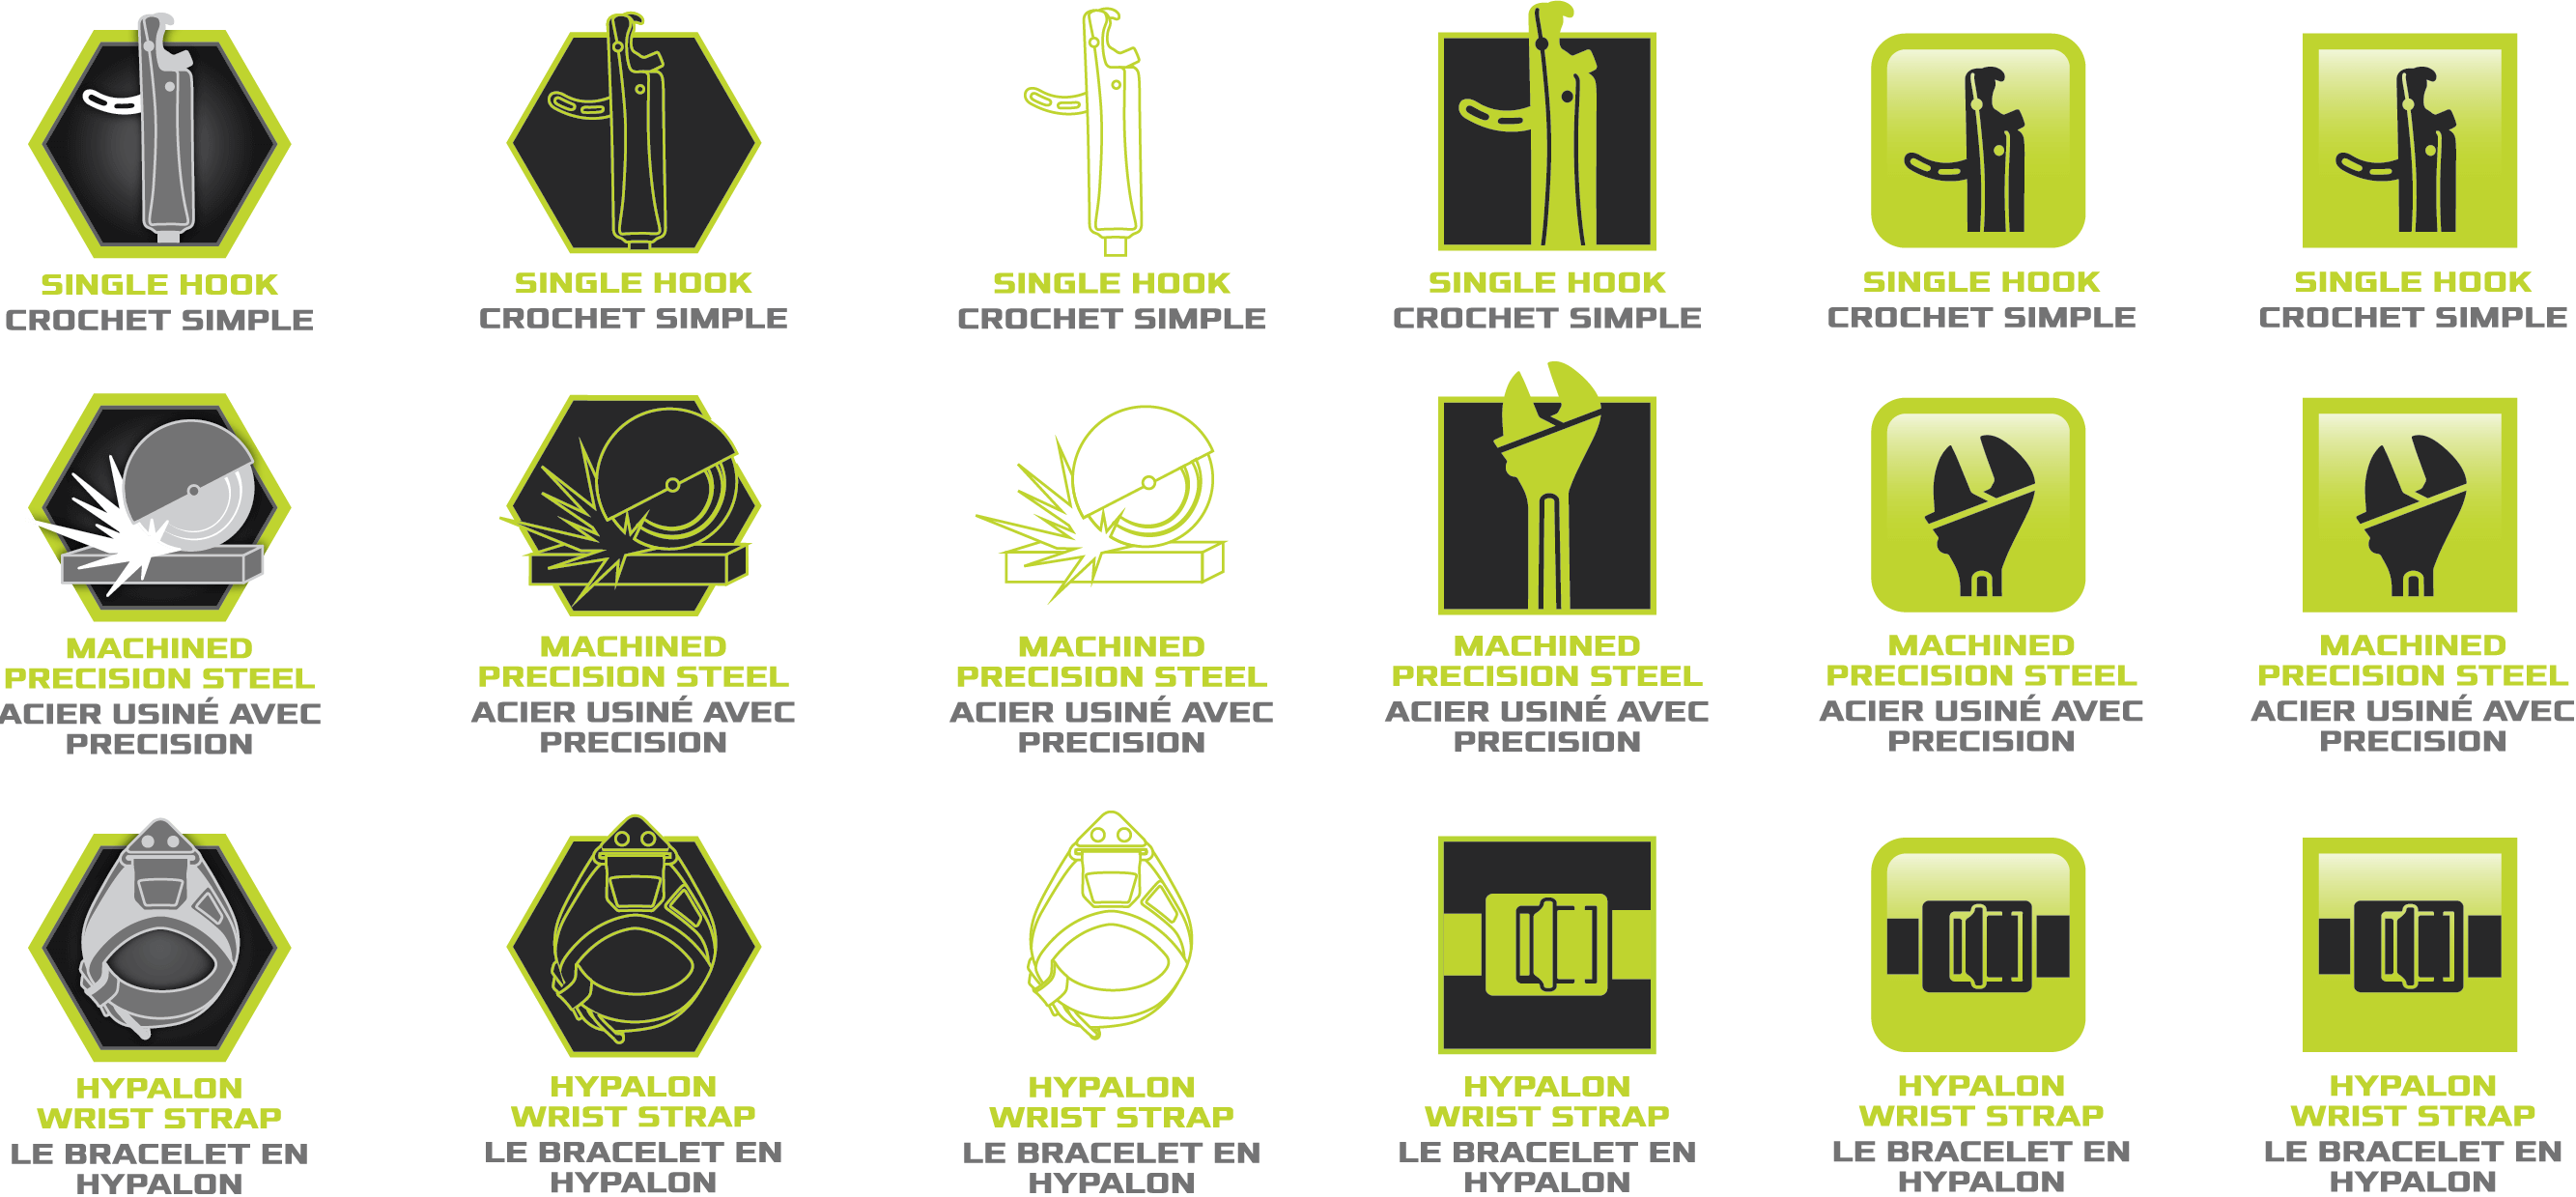 SINGLE HOOK
CROCHET SIMPLE
SINGLE HOOK
CROCHET SIMPLE
SINGLE HOOK
CROCHET SIMPLE
SINGLE HOOK
CROCHET SIMPLE
SINGLE HOOK
CROCHET SIMPLE
SINGLE HOOK
CROCHET SIMPLE
MACHINED
PRECISION STEEL
ACIER USINÉ AVEC
PRECISION
MACHINED
PRECISION STEEL
ACIER USINÉ AVEC
PRECISION
MACHINED
PRECISION STEEL
ACIER USINÉ AVEC
PRECISION
MACHINED
PRECISION STEEL
ACIER USINÉ AVEC
PRECISION
MACHINED
PRECISION STEEL
ACIER USINÉ AVEC
PRECISION
MACHINED
PRECISION STEEL
ACIER USINÉ AVEC
PRECISION
HYPALON
WRIST STRAP
LE BRACELET EN
HYPALON
HYPALON
WRIST STRAP
LE BRACELET EN
HYPALON
HYPALON
WRIST STRAP
LE BRACELET EN
HYPALON
HYPALON
WRIST STRAP
LE BRACELET EN
HYPALON
HYPALON
WRIST STRAP
LE BRACELET EN
HYPALON
HYPALON
WRIST STRAP
LE BRACELET EN
HYPALON